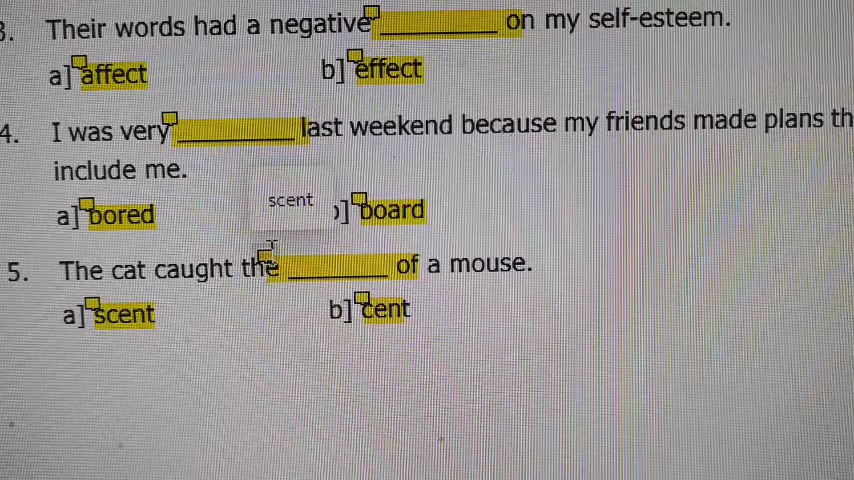 3. Their words had a negative __________ on my self-esteem.
a] affect b] effect
4. I was very __________ last weekend because my friends made plans th
include me.
a] bored b] board
scent
5. The cat caught the ________ of a mouse.
a] scent b] cent